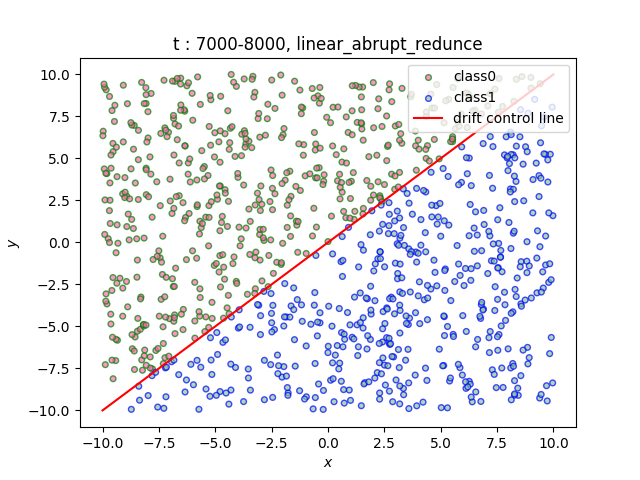 t : 7000-8000, linear_abrupt_redunce
class0
class1
drift control line
10.0
7.5
5.0
2.5
0.0
−2.5
−5.0
−7.5
−10.0
y
−10.0 −7.5 −5.0 −2.5 0.0 2.5 5.0 7.5 10.0
x